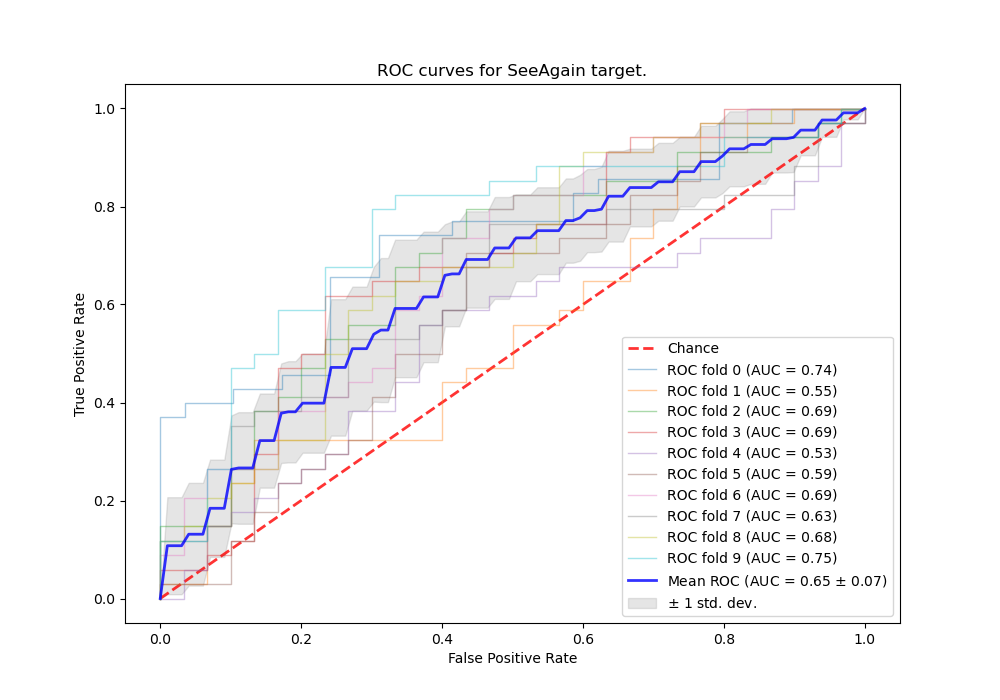 ROC curves for SeeAgain target.
True Positive Rate
1.0
0.8
0.6
0.4
0.2
0.0
0.0 0.2 0.4 0.6 0.8 1.0
False Positive Rate
Chance
ROC fold 0 (AUC = 0.74)
ROC fold 1 (AUC = 0.55)
ROC fold 2 (AUC = 0.69)
ROC fold 3 (AUC = 0.69)
ROC fold 4 (AUC = 0.53)
ROC fold 5 (AUC = 0.59)
ROC fold 6 (AUC = 0.69)
ROC fold 7 (AUC = 0.63)
ROC fold 8 (AUC = 0.68)
ROC fold 9 (AUC = 0.75)
Mean ROC (AUC = 0.65 ± 0.07)
± 1 std. dev.